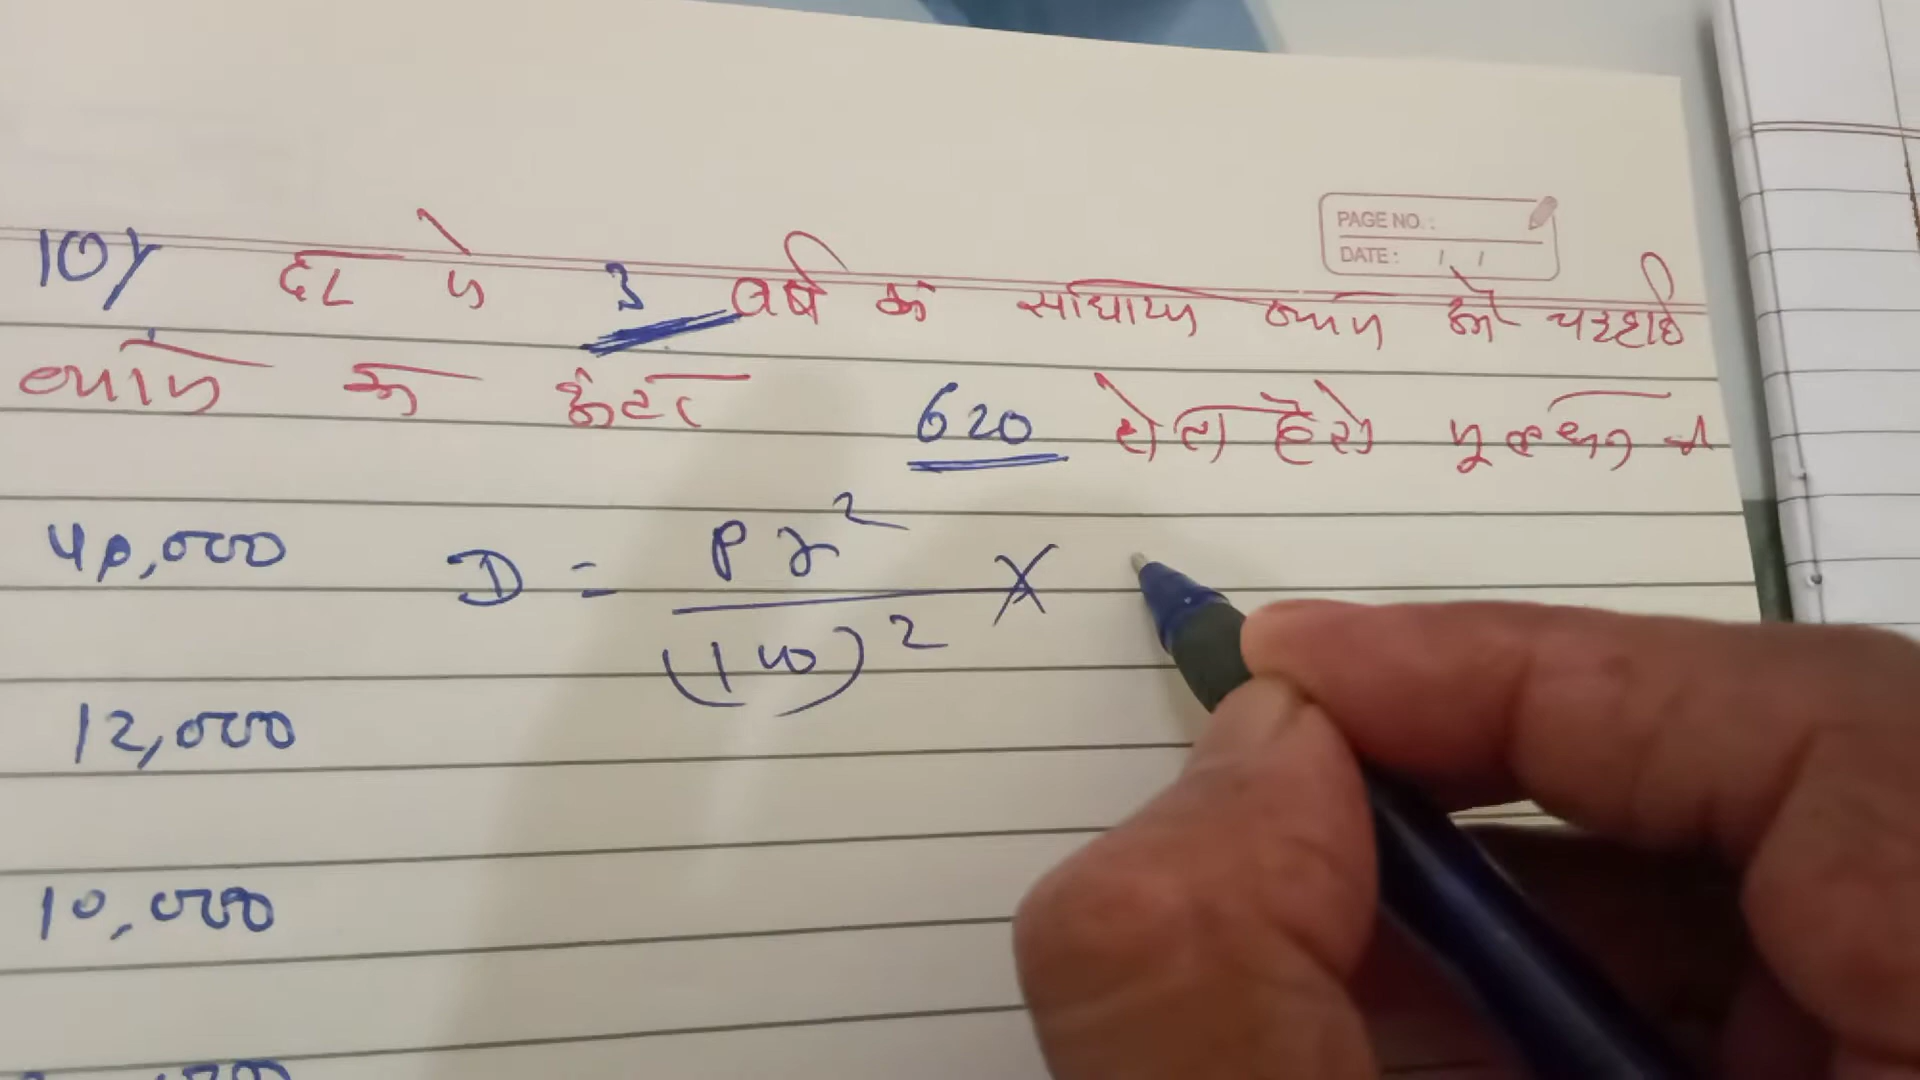 PAGE NO.:
DATE: / /
10% दर से 3 वर्ष के साधारण ब्याज और चक्रवृद्धि
ब्याज का अंतर 620 होता है तो मूलधन
40,000 D = P r²
(100)² X
12,000
10,000